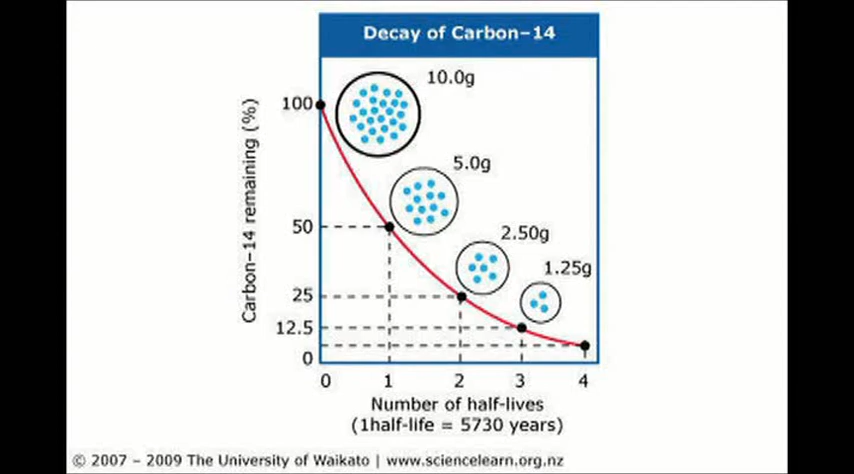 Decay of Carbon–14
10.0g
100
5.0g
Carbon–14 remaining (%)
50
2.50g
1.25g
25
12.5
0
0 1 2 3 4
Number of half-lives
(1half-life = 5730 years)
© 2007 – 2009 The University of Waikato | www.sciencelearn.org.nz